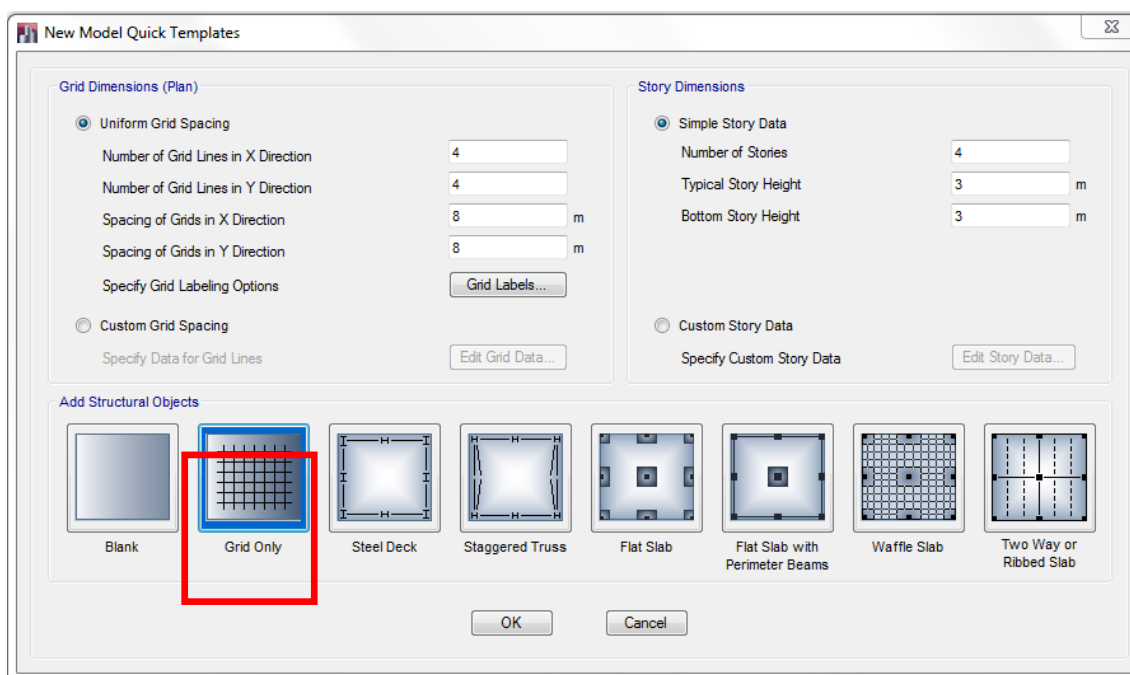 New Model Quick Templates
Grid Dimensions (Plan)
Uniform Grid Spacing
Number of Grid Lines in X Direction 4
Number of Grid Lines in Y Direction 4
Spacing of Grids in X Direction 8 m
Spacing of Grids in Y Direction 8 m
Specify Grid Labeling Options Grid Labels...
Custom Grid Spacing
Specify Data for Grid Lines Edit Grid Data...
Story Dimensions
Simple Story Data
Number of Stories 4
Typical Story Height 3 m
Bottom Story Height 3 m
Custom Story Data
Specify Custom Story Data Edit Story Data...
Add Structural Objects
Blank
Grid Only
Steel Deck
Staggered Truss
Flat Slab
Flat Slab with
Perimeter Beams
Waffle Slab
Two Way or
Ribbed Slab
OK Cancel